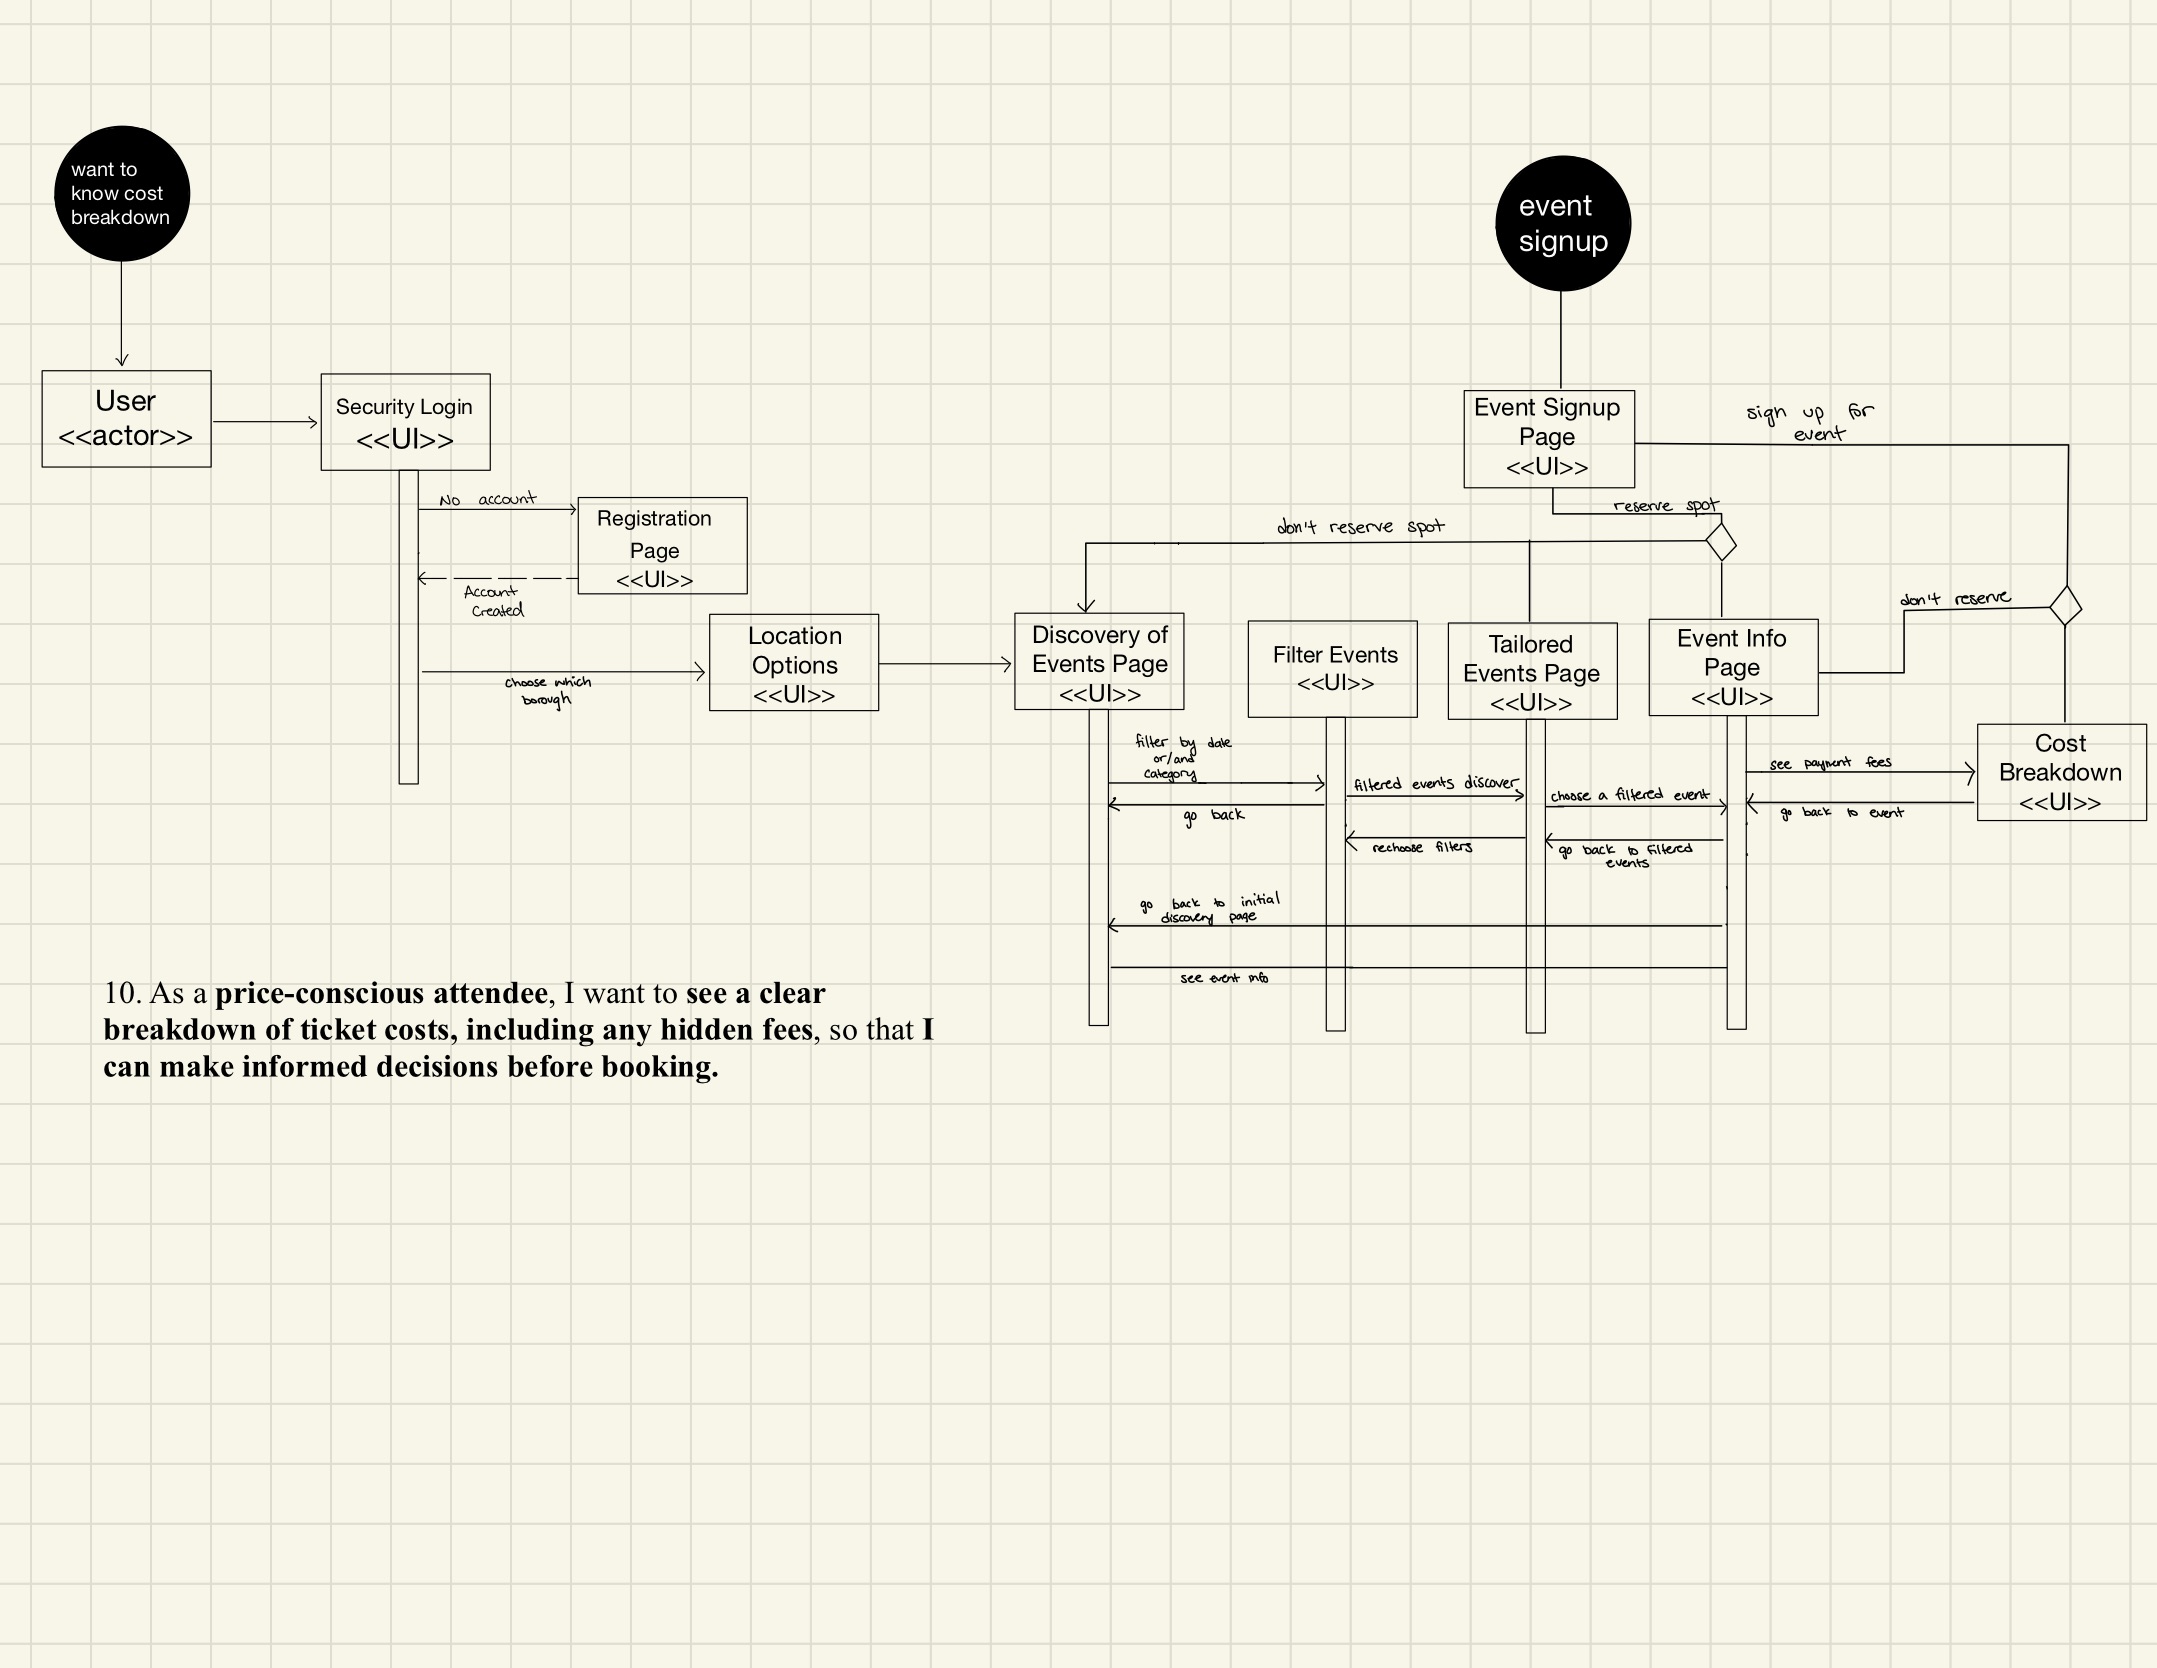 want to
know cost
breakdown
event
signup
User
<<actor>>
Security Login
<<UI>>
No account
Registration
Page
<<UI>>
Account
Created
choose which
borough
Location
Options
<<UI>>
Event Signup
Page
<<UI>>
sign up for
event
reserve spot
don't reserve spot
don't reserve
Discovery of
Events Page
<<UI>>
Filter Events
<<UI>>
Tailored
Events Page
<<UI>>
Event Info
Page
<<UI>>
Cost
Breakdown
<<UI>>
filter by date
or/and
category
go back
filtered events discover
rechoose filters
choose a filtered event
go back to filtered
events
see payment fees
go back to event
go back to initial
discovery page
see event info
10. As a price-conscious attendee, I want to see a clear
breakdown of ticket costs, including any hidden fees, so that I
can make informed decisions before booking.